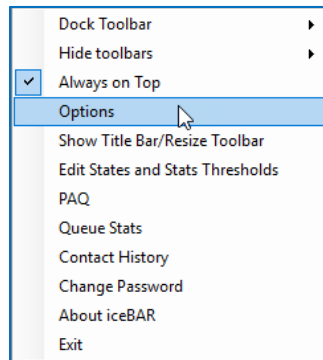 Dock Toolbar
Hide toolbars
Always on Top
Options
Show Title Bar/Resize Toolbar
Edit States and Stats Thresholds
PAQ
Queue Stats
Contact History
Change Password
About iceBAR
Exit